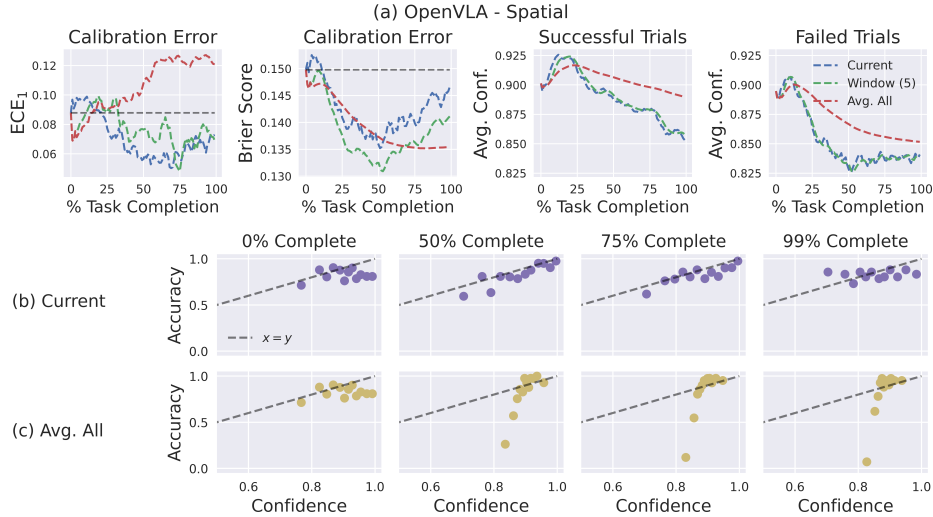 (a) OpenVLA - Spatial
Calibration Error
Calibration Error
Successful Trials
Failed Trials
ECE₁
0.12
0.10
0.08
0.06
0 25 50 75 100
% Task Completion
Brier Score
0.150
0.145
0.140
0.135
0.130
0 25 50 75 100
% Task Completion
Avg. Conf.
0.925
0.900
0.875
0.850
0.825
0 25 50 75 100
% Task Completion
Avg. Conf.
0.925
0.900
0.875
0.850
0.825
Current
Window (5)
Avg. All
0 25 50 75 100
% Task Completion
0% Complete
50% Complete
75% Complete
99% Complete
(b) Current
Accuracy
1.0
0.5
0.0
x = y
(c) Avg. All
Accuracy
1.0
0.5
0.0
0.6 0.8 1.0
Confidence
0.6 0.8 1.0
Confidence
0.6 0.8 1.0
Confidence
0.6 0.8 1.0
Confidence